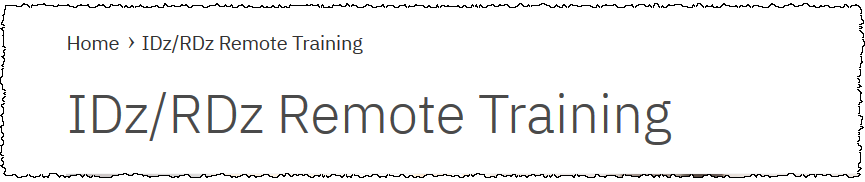 Home › IDz/RDz Remote Training
IDz/RDz Remote Training